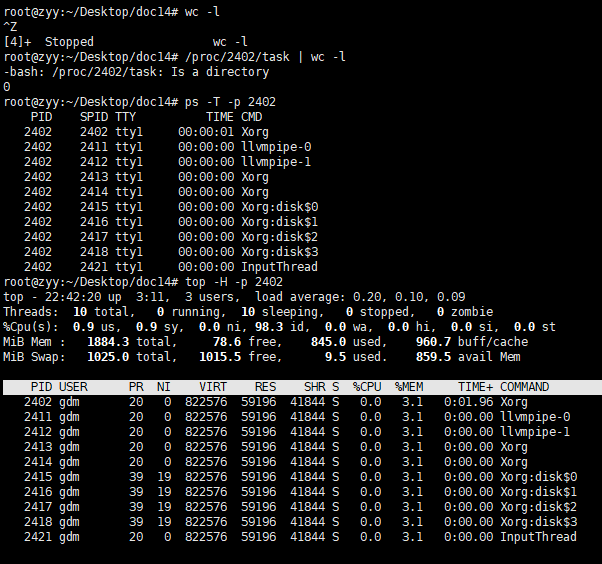 root@zyy:~/Desktop/doc14# wc -l
^Z
[4]+  Stopped                 wc -l
root@zyy:~/Desktop/doc14# /proc/2402/task | wc -l
-bash: /proc/2402/task: Is a directory
0
root@zyy:~/Desktop/doc14# ps -T -p 2402
    PID    SPID TTY          TIME CMD
   2402    2402 tty1     00:00:01 Xorg
   2402    2411 tty1     00:00:00 llvmpipe-0
   2402    2412 tty1     00:00:00 llvmpipe-1
   2402    2413 tty1     00:00:00 Xorg
   2402    2414 tty1     00:00:00 Xorg
   2402    2415 tty1     00:00:00 Xorg:disk$0
   2402    2416 tty1     00:00:00 Xorg:disk$1
   2402    2417 tty1     00:00:00 Xorg:disk$2
   2402    2418 tty1     00:00:00 Xorg:disk$3
   2402    2421 tty1     00:00:00 InputThread
root@zyy:~/Desktop/doc14# top -H -p 2402
top - 22:42:20 up  3:11,  3 users,  load average: 0.20, 0.10, 0.09
Threads:  10 total,   0 running,  10 sleeping,   0 stopped,   0 zombie
%Cpu(s):  0.9 us,  0.9 sy,  0.0 ni, 98.3 id,  0.0 wa,  0.0 hi,  0.0 si,  0.0 st
MiB Mem :   1884.3 total,     78.6 free,    845.0 used,    960.7 buff/cache
MiB Swap:   1025.0 total,   1015.5 free,      9.5 used.    859.5 avail Mem
    PID USER      PR  NI    VIRT    RES    SHR S  %CPU  %MEM     TIME+ COMMAND
   2402 gdm       20   0  822576  59196  41844 S   0.0   3.1   0:01.96 Xorg
   2411 gdm       20   0  822576  59196  41844 S   0.0   3.1   0:00.00 llvmpipe-0
   2412 gdm       20   0  822576  59196  41844 S   0.0   3.1   0:00.00 llvmpipe-1
   2413 gdm       20   0  822576  59196  41844 S   0.0   3.1   0:00.00 Xorg
   2414 gdm       20   0  822576  59196  41844 S   0.0   3.1   0:00.00 Xorg
   2415 gdm       39  19  822576  59196  41844 S   0.0   3.1   0:00.00 Xorg:disk$0
   2416 gdm       39  19  822576  59196  41844 S   0.0   3.1   0:00.00 Xorg:disk$1
   2417 gdm       39  19  822576  59196  41844 S   0.0   3.1   0:00.00 Xorg:disk$2
   2418 gdm       39  19  822576  59196  41844 S   0.0   3.1   0:00.00 Xorg:disk$3
   2421 gdm       20   0  822576  59196  41844 S   0.0   3.1   0:00.00 InputThread